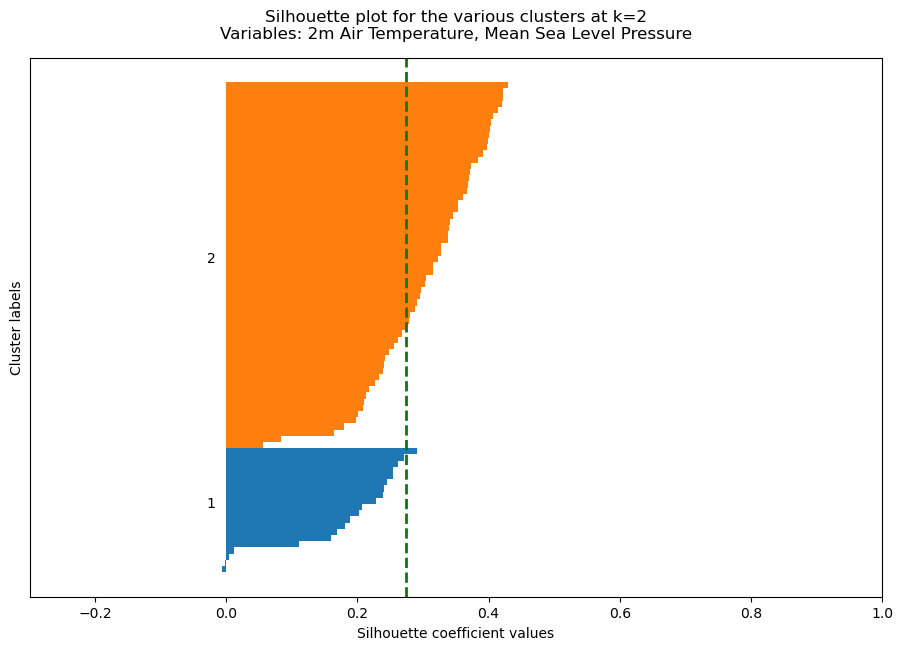 Silhouette plot for the various clusters at k=2
Variables: 2m Air Temperature, Mean Sea Level Pressure
Cluster labels
2
1
−0.2
0.0
0.2
0.4
0.6
0.8
1.0
Silhouette coefficient values